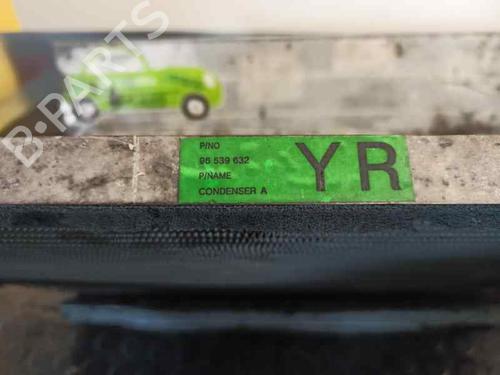 B-PARTS
P/NO
96 539 632
P/NAME
CONDENSER A
YR